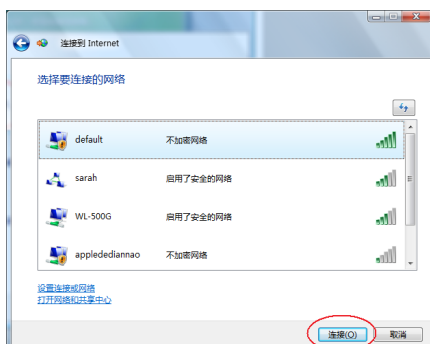 连接到 Internet
选择要连接的网络
default 不加密网络
sarah 启用了安全的网络
WL-500G 启用了安全的网络
appledediannao 不加密网络
设置连接或网络
打开网络和共享中心
连接(O) 取消